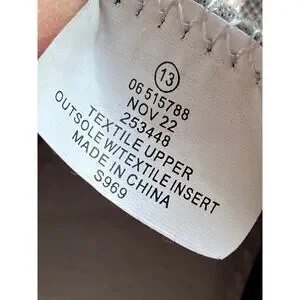 13
06 515788
NOV 22
253448
TEXTILE UPPER
OUTSOLE W/TEXTILE INSERT
MADE IN CHINA
S969